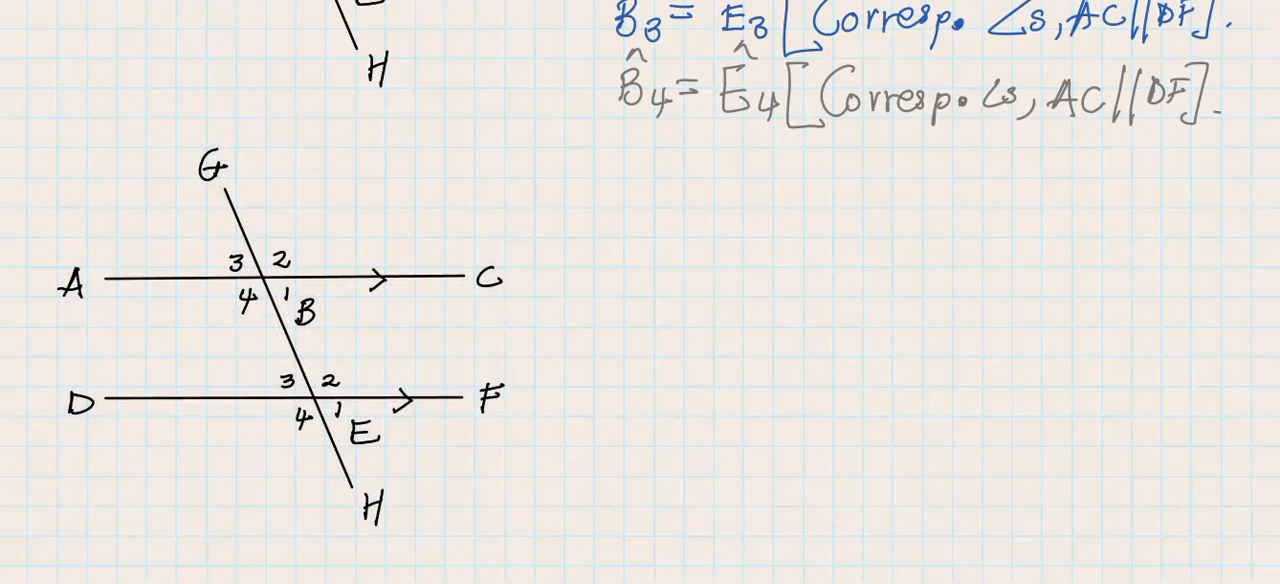 H
B̂3 = Ê3 [Corresp. ∠s, AC//DF].
B̂4 = Ê4 [Corresp. ∠s, AC//DF].
G
3 2
A C
4 1 B
3 2
D F
4 1 E
H